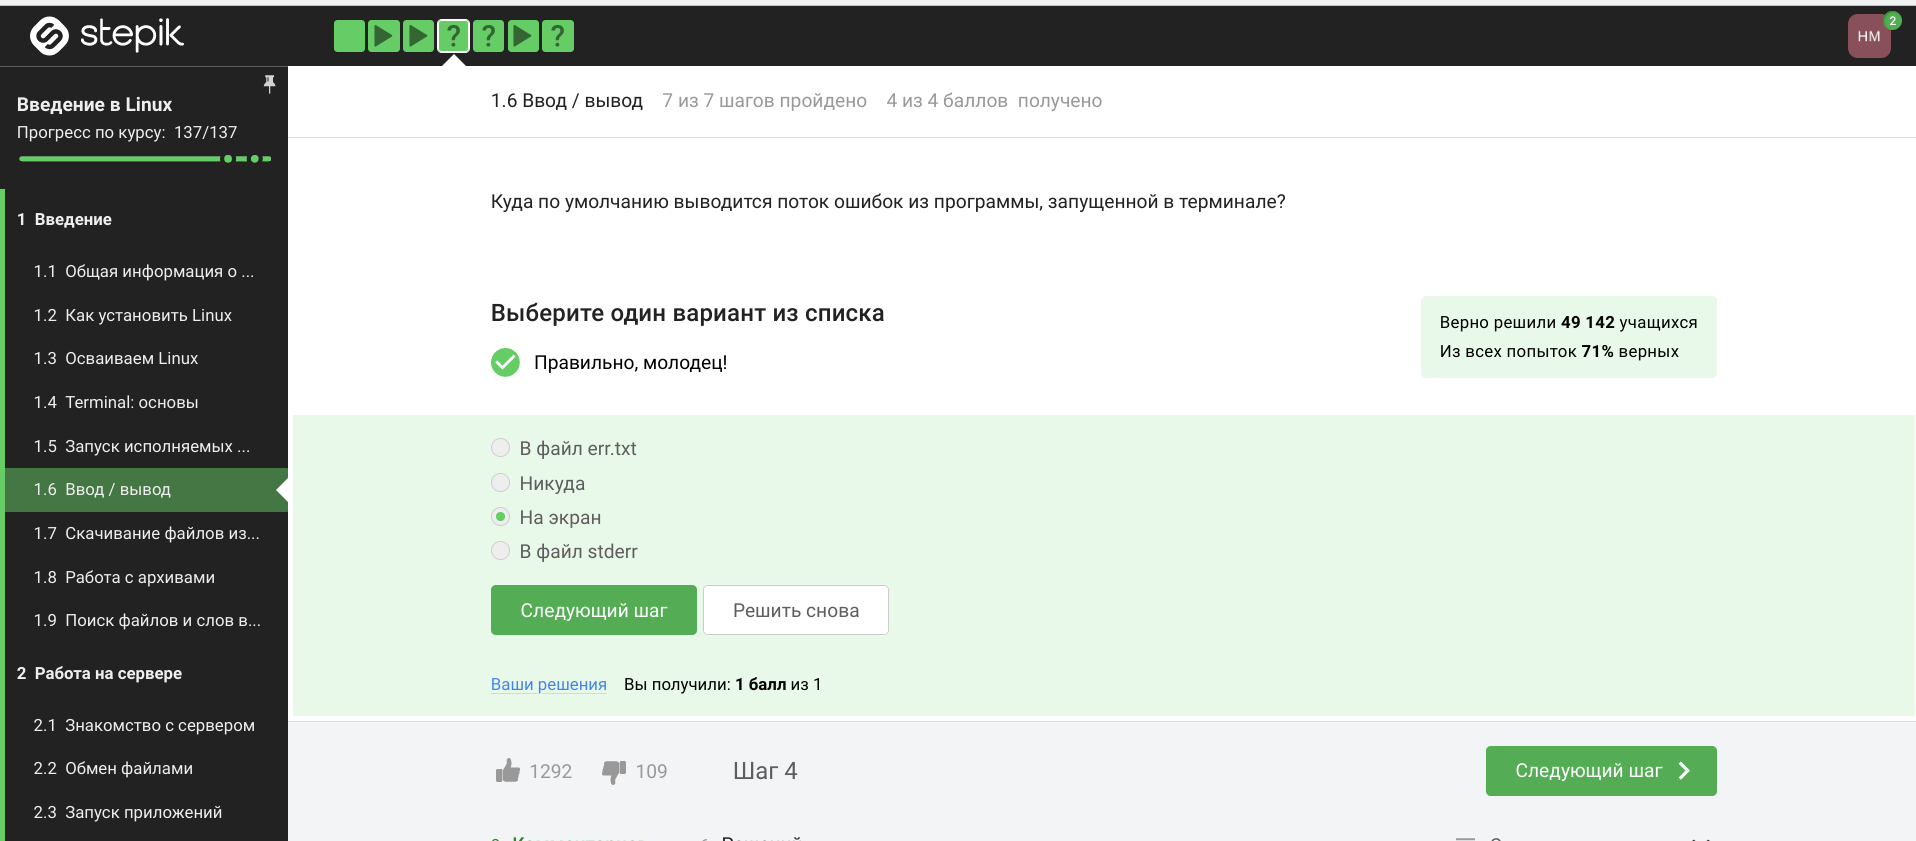 stepik
? ? ?
HM
2
Введение в Linux
Прогресс по курсу: 137/137
1 Введение
1.1 Общая информация о ...
1.2 Как установить Linux
1.3 Осваиваем Linux
1.4 Terminal: основы
1.5 Запуск исполняемых ...
1.6 Ввод / вывод
1.7 Скачивание файлов из...
1.8 Работа с архивами
1.9 Поиск файлов и слов в...
2 Работа на сервере
2.1 Знакомство с сервером
2.2 Обмен файлами
2.3 Запуск приложений
1.6 Ввод / вывод 7 из 7 шагов пройдено 4 из 4 баллов получено
Куда по умолчанию выводится поток ошибок из программы, запущенной в терминале?
Выберите один вариант из списка
Правильно, молодец!
Верно решили 49 142 учащихся
Из всех попыток 71% верных
В файл err.txt
Никуда
На экран
В файл stderr
Следующий шаг Решить снова
Ваши решения Вы получили: 1 балл из 1
1292 109 Шаг 4 Следующий шаг